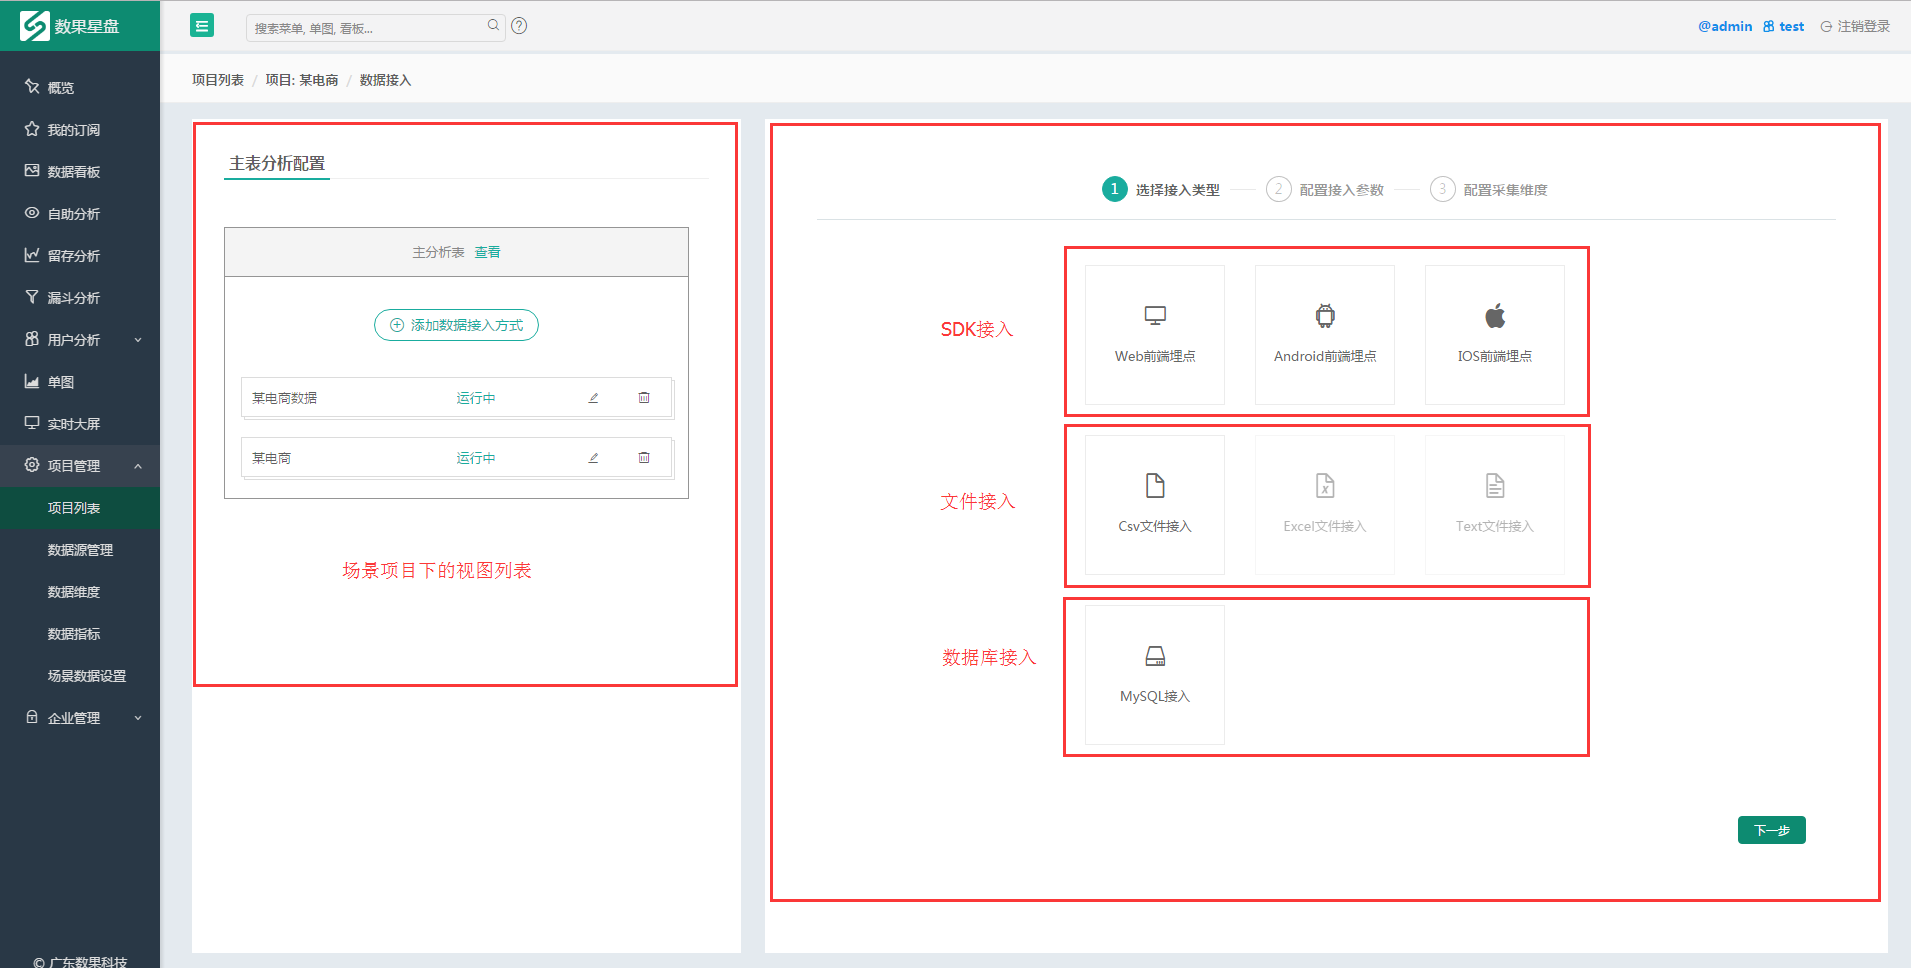 数果星盘
搜索菜单, 单图, 看板...
@admin test 注销登录
项目列表 / 项目: 某电商 / 数据接入
概览
我的订阅
数据看板
自助分析
留存分析
漏斗分析
用户分析
单图
实时大屏
项目管理
项目列表
数据源管理
数据维度
数据指标
场景数据设置
企业管理
© 广东数果科技
主表分析配置
主分析表 查看
添加数据接入方式
某电商数据 运行中
某电商 运行中
场景项目下的视图列表
1 选择接入类型 2 配置接入参数 3 配置采集维度
SDK接入
Web前端埋点 Android前端埋点 IOS前端埋点
文件接入
Csv文件接入 Excel文件接入 Text文件接入
数据库接入
MySQL接入
下一步